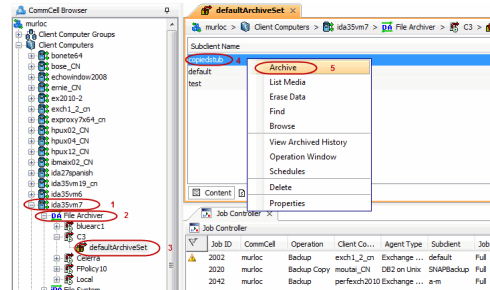 CommCell Browser
murloc
Client Computer Groups
Client Computers
bonete64
bose_CN
echowindow2008
ernie_CN
ex2010-2
exch1_2_cn
exproxy7x64_cn
hpux02_CN
hpux04_CN
hpux12_CN
ibmaix02_CN
ida27spanish
ida35vm19_cn
ida35vm6
ida35vm7 1
DA File Archiver 2
bluearc1
C3
defaultArchiveSet 3
Celerra
FPolicy10
Local
DA File System
defaultArchiveSet ×
murloc > Client Computers > ida35vm7 > DA File Archiver > C3 >
Subclient Name
copiedstub 4
default
test
Archive 5
List Media
Erase Data
Find
Browse
View Archived History
Operation Window
Schedules
Delete
Properties
Content
Job Controller ×
Job Controller
Job ID CommCell Operation Client Co... Agent Type Subclient Job
2002 murloc Backup exch1_2_cn Exchange ... default Full
2020 murloc Backup Copy moutai_CN DB2 on Unix SNAPBackup Full
2042 murloc Backup perfexch2010 Exchange ... a-m Full